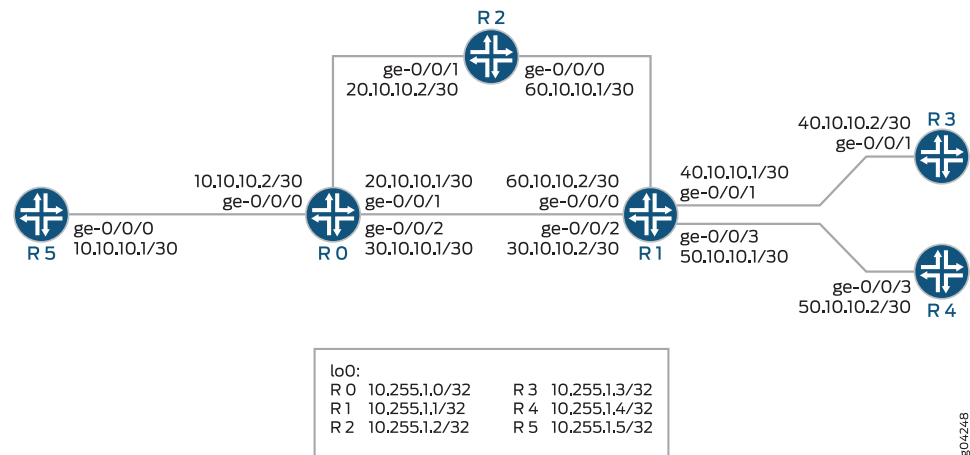 R 2
ge-0/0/1
20.10.10.2/30
ge-0/0/0
60.10.10.1/30
40.10.10.2/30
ge-0/0/1
R 3
10.10.10.2/30
ge-0/0/0
20.10.10.1/30
ge-0/0/1
60.10.10.2/30
ge-0/0/0
40.10.10.1/30
ge-0/0/1
ge-0/0/0
10.10.10.1/30
R 5
R 0
ge-0/0/2
30.10.10.1/30
ge-0/0/2
30.10.10.2/30
R 1
ge-0/0/3
50.10.10.1/30
ge-0/0/3
50.10.10.2/30
R 4
lo0:
R 0 10.255.1.0/32 R 3 10.255.1.3/32
R 1 10.255.1.1/32 R 4 10.255.1.4/32
R 2 10.255.1.2/32 R 5 10.255.1.5/32
g04248